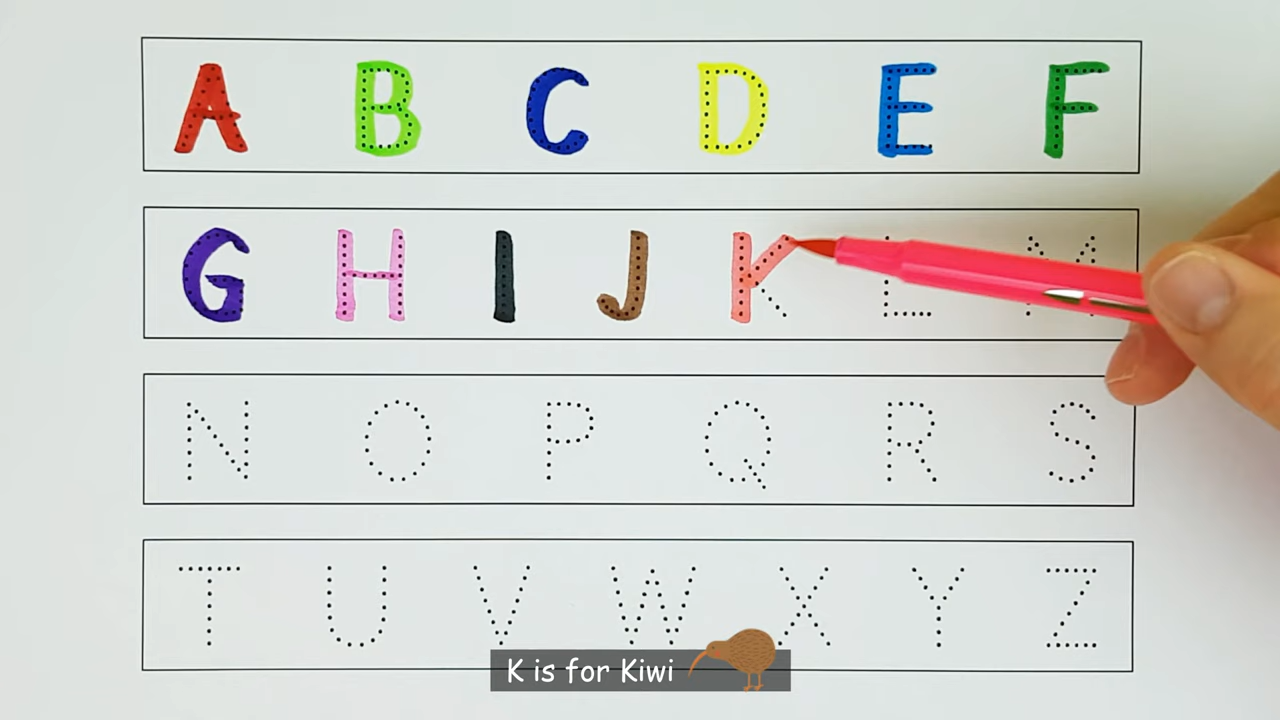 A B C D E F
G H I J K L M
N O P Q R S
T U V W X Y Z
K is for Kiwi